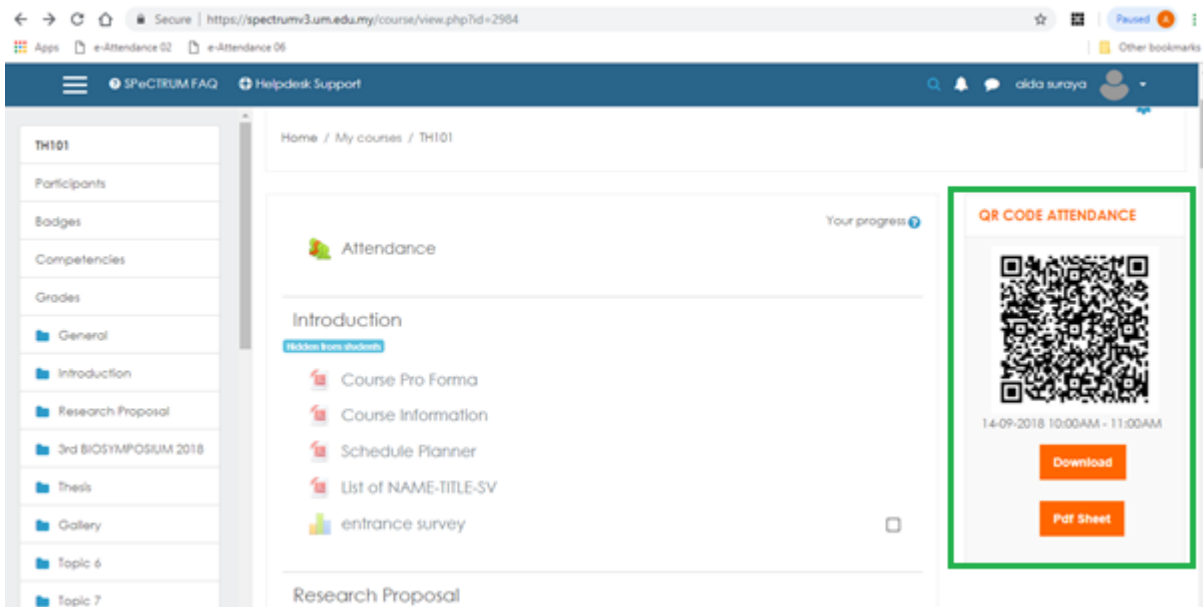 Secure | https://spectrumv3.um.edu.my/course/view.php?id=2984
Paused A
Apps e-Attendance 02 e-Attendance 06 Other bookmarks
SPeCTRUM FAQ Helpdesk Support aida suraya
TH101
Participants
Badges
Competencies
Grades
General
Introduction
Research Proposal
3rd BIOSYMPOSIUM 2018
Thesis
Gallery
Topic 6
Topic 7
Home / My courses / TH101
Your progress
Attendance
Introduction
Hidden from students
Course Pro Forma
Course Information
Schedule Planner
List of NAME-TITLE-SV
entrance survey
Research Proposal
QR CODE ATTENDANCE
14-09-2018 10:00AM - 11:00AM
Download
Pdf Sheet